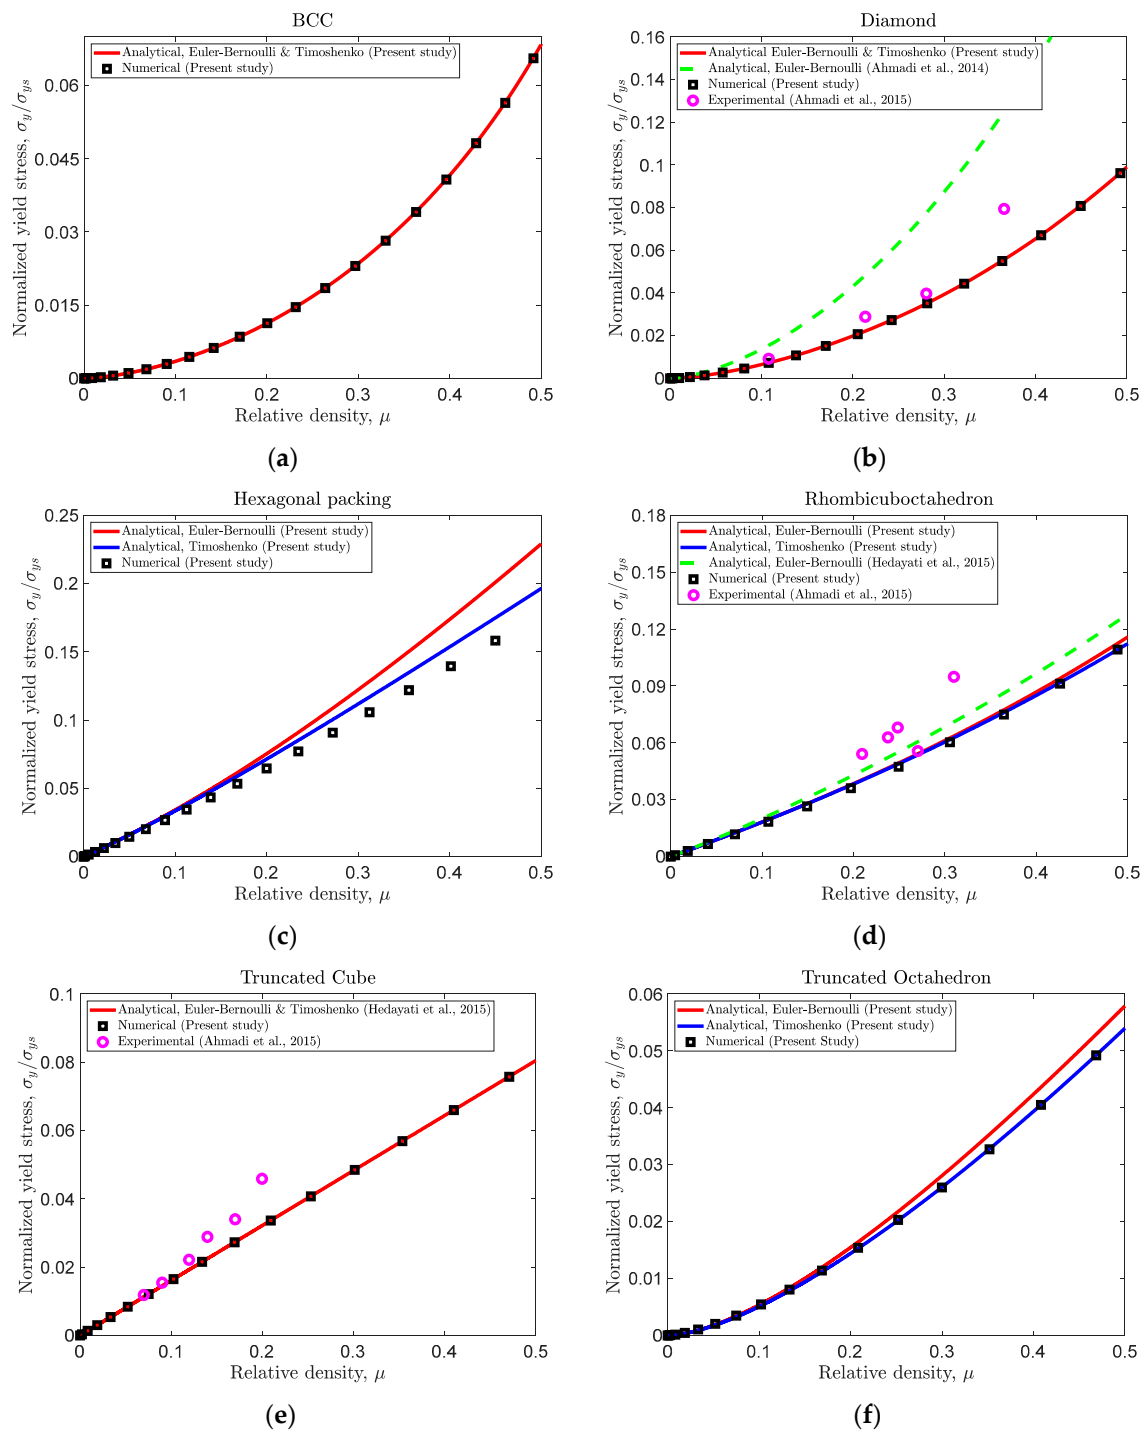 BCC
Analytical, Euler-Bernoulli & Timoshenko (Present study)
Numerical (Present study)
Normalized yield stress, σy/σys
0.06
0.045
0.03
0.015
0
0 0.1 0.2 0.3 0.4 0.5
Relative density, μ
(a)
Diamond
Analytical Euler-Bernoulli & Timoshenko (Present study)
Analytical, Euler-Bernoulli (Ahmadi et al., 2014)
Numerical (Present study)
Experimental (Ahmadi et al., 2015)
Normalized yield stress, σy/σys
0.16
0.14
0.12
0.1
0.08
0.06
0.04
0.02
0
0 0.1 0.2 0.3 0.4 0.5
Relative density, μ
(b)
Hexagonal packing
Analytical, Euler-Bernoulli (Present study)
Analytical, Timoshenko (Present study)
Numerical (Present study)
Normalized yield stress, σy/σys
0.25
0.2
0.15
0.1
0.05
0
0 0.1 0.2 0.3 0.4 0.5
Relative density, μ
(c)
Rhombicuboctahedron
Analytical, Euler-Bernoulli (Present study)
Analytical, Timoshenko (Present study)
Analytical, Euler-Bernoulli (Hedayati et al., 2015)
Numerical (Present study)
Experimental (Ahmadi et al., 2015)
Normalized yield stress, σy/σys
0.18
0.15
0.12
0.09
0.06
0.03
0
0 0.1 0.2 0.3 0.4 0.5
Relative density, μ
(d)
Truncated Cube
Analytical, Euler-Bernoulli & Timoshenko (Hedayati et al., 2015)
Numerical (Present study)
Experimental (Ahmadi et al., 2015)
Normalized yield stress, σy/σys
0.1
0.08
0.06
0.04
0.02
0
0 0.1 0.2 0.3 0.4 0.5
Relative density, μ
(e)
Truncated Octahedron
Analytical, Euler-Bernoulli (Present study)
Analytical, Timoshenko (Present study)
Numerical (Present Study)
Normalized yield stress, σy/σys
0.06
0.05
0.04
0.03
0.02
0.01
0
0 0.1 0.2 0.3 0.4 0.5
Relative density, μ
(f)